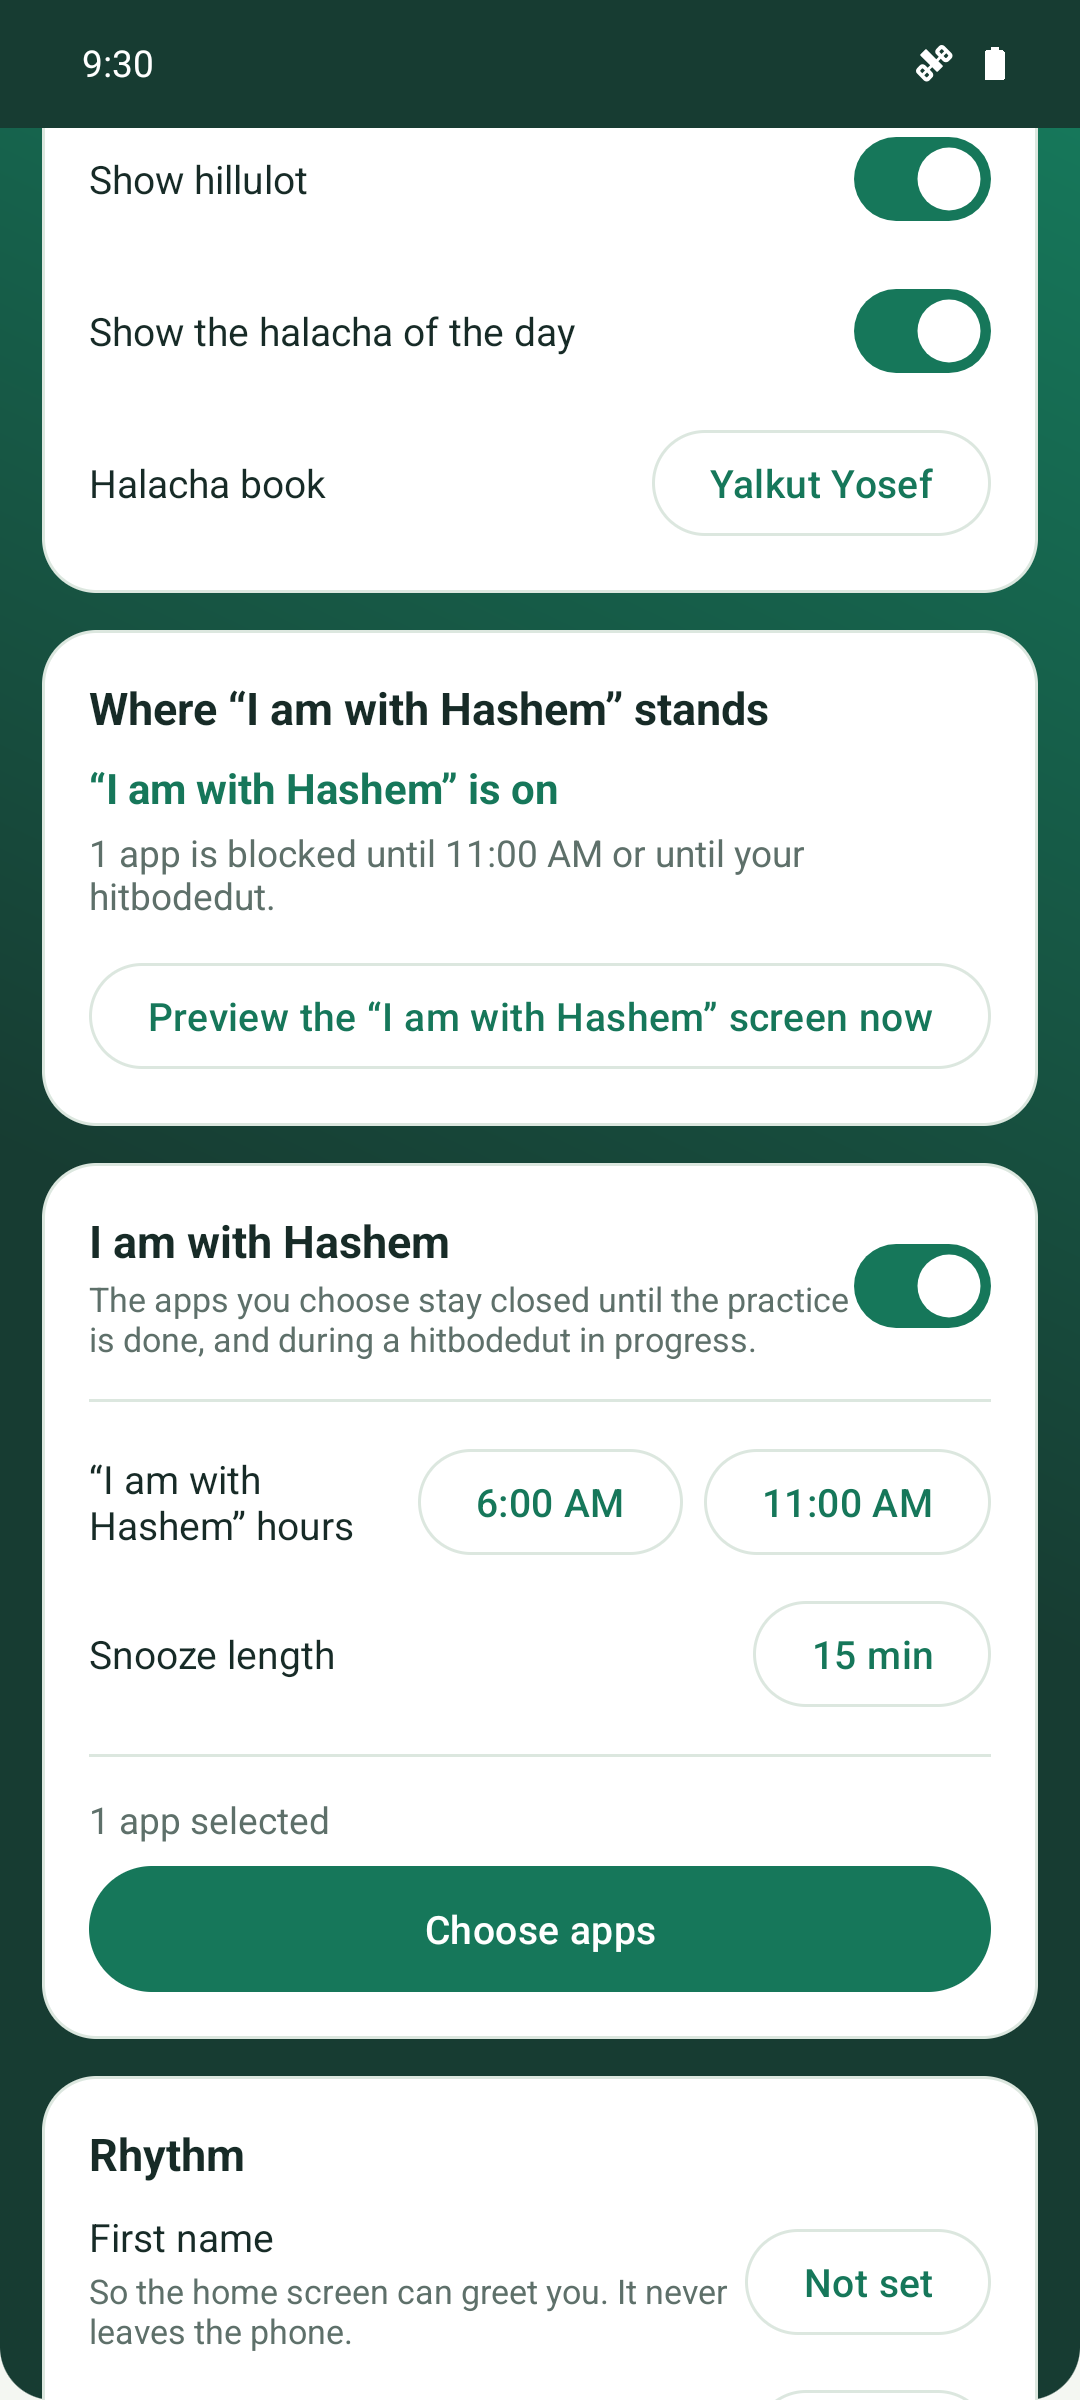 9:30
Show hillulot
Show the halacha of the day
Halacha book
Yalkut Yosef
Where “I am with Hashem” stands
“I am with Hashem” is on
1 app is blocked until 11:00 AM or until your
hitbodedut.
Preview the “I am with Hashem” screen now
I am with Hashem
The apps you choose stay closed until the practice
is done, and during a hitbodedut in progress.
“I am with
Hashem” hours
6:00 AM
11:00 AM
Snooze length
15 min
1 app selected
Choose apps
Rhythm
First name
So the home screen can greet you. It never
leaves the phone.
Not set